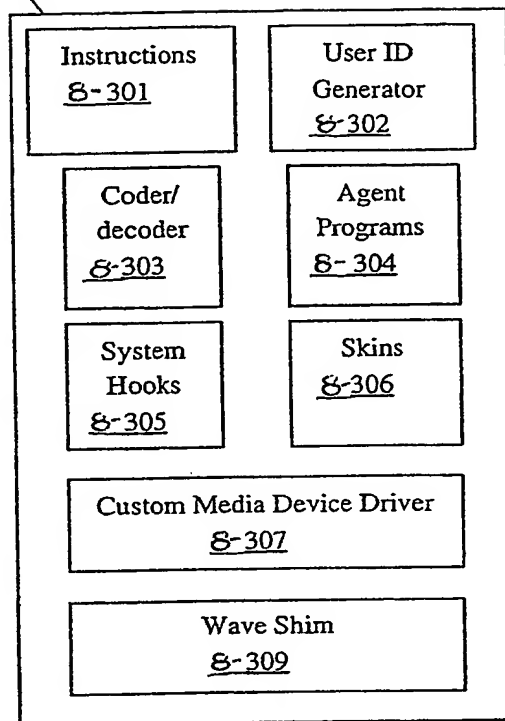 Instructions
8-301
User ID
Generator
8-302
Coder/
decoder
8-303
Agent
Programs
8-304
System
Hooks
8-305
Skins
8-306
Custom Media Device Driver
8-307
Wave Shim
8-309